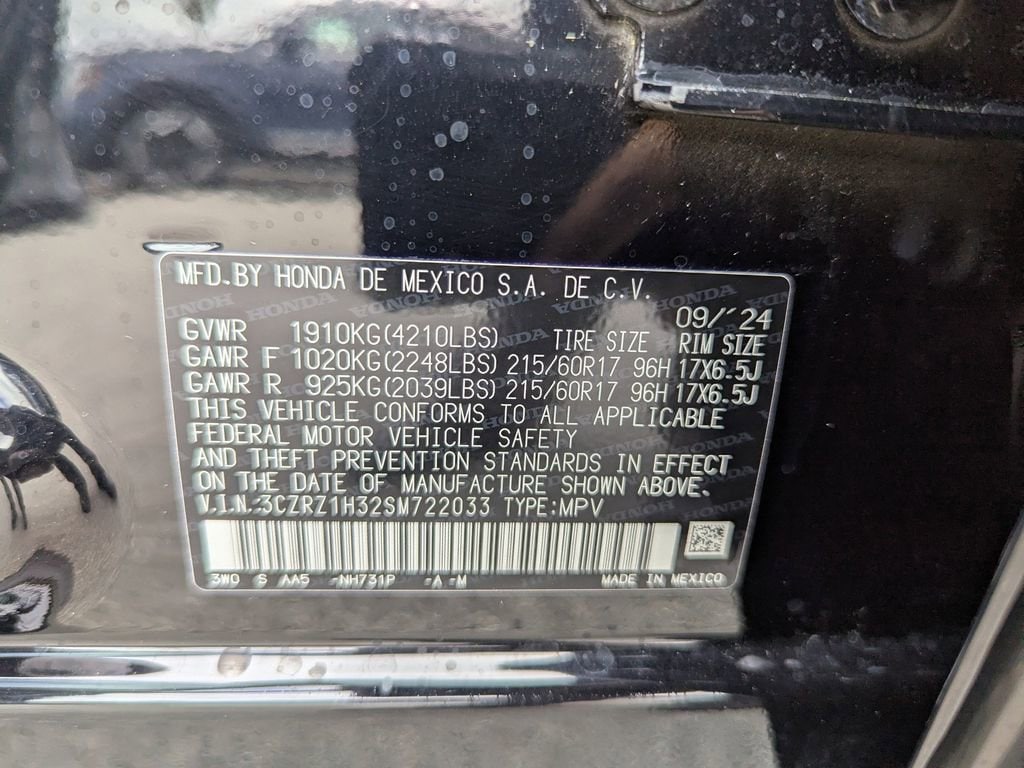 MFD.BY HONDA DE MEXICO S.A. DE C.V.
09/'24
GVWR 1910KG(4210LBS) TIRE SIZE RIM SIZE
GAWR F 1020KG(2248LBS) 215/60R17 96H 17X6.5J
GAWR R 925KG(2039LBS) 215/60R17 96H 17X6.5J
THIS VEHICLE CONFORMS TO ALL APPLICABLE
FEDERAL MOTOR VEHICLE SAFETY
AND THEFT PREVENTION STANDARDS IN EFFECT
ON THE DATE OF MANUFACTURE SHOWN ABOVE.
V.I.N.:3CZRZ1H32SM722033 TYPE:MPV
3W0 S AA5 -NH731P -A -M MADE IN MEXICO